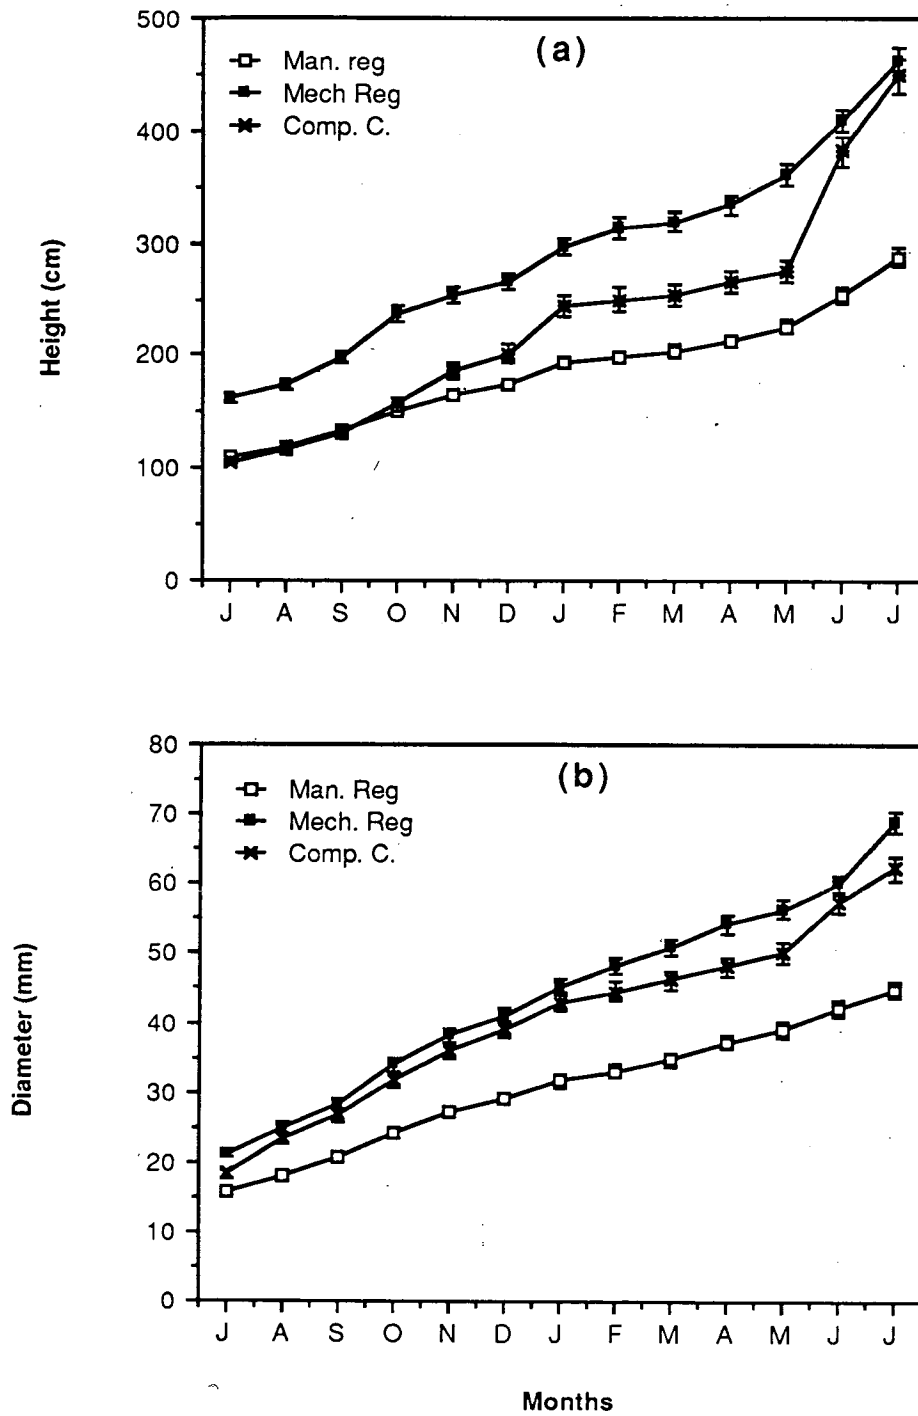 500
(a)
Man. reg
Mech Reg
Comp. C.
400
300
200
100
0
Height (cm)
J A S O N D J F M A M J J
80
(b)
Man. Reg
Mech. Reg
Comp. C.
70
60
50
40
30
20
10
0
Diameter (mm)
J A S O N D J F M A M J J
Months